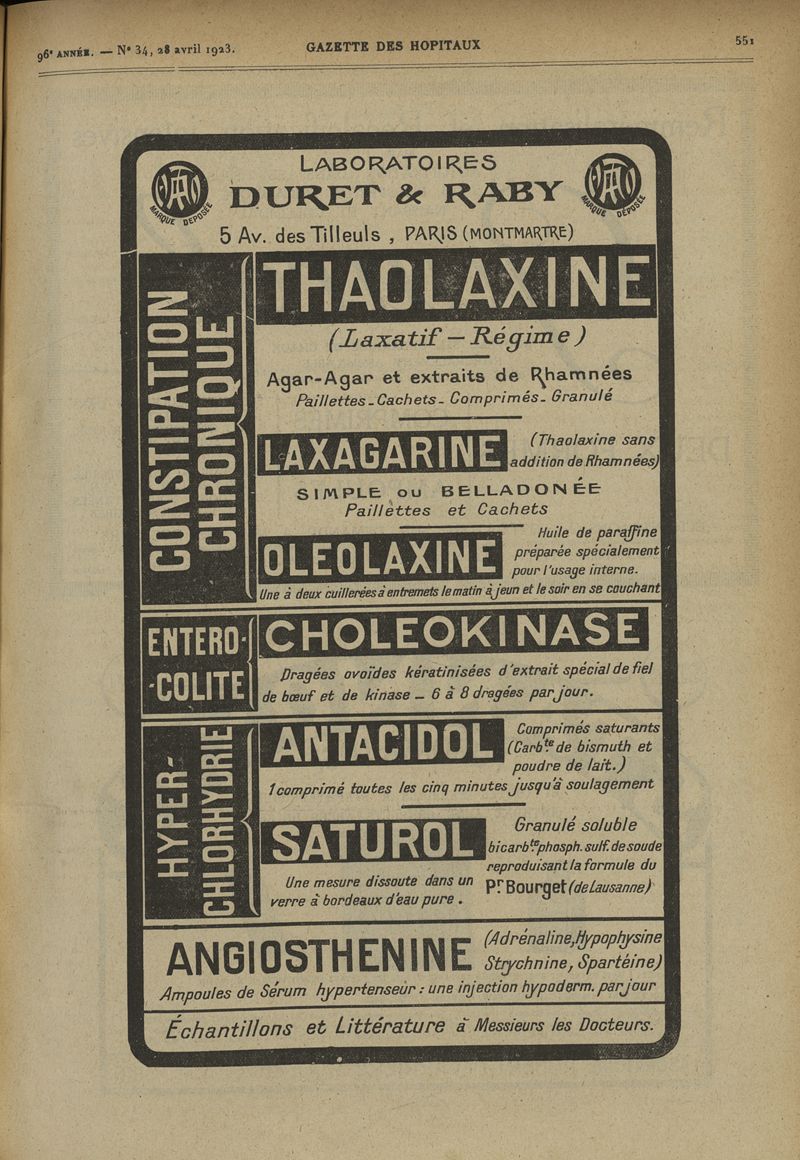 96e ANNÉE. — N° 34, 28 avril 1923.
GAZETTE DES HOPITAUX
551
LABORATOIRES
DURET & RABY
MARQUE DÉPOSÉE
MARQUE DÉPOSÉE
5 Av. des Tilleuls , PARIS (MONTMARTRE)
CONSTIPATION
CHRONIQUE
THAOLAXINE
(Laxatif — Régime)
Agar-Agar et extraits de Rhamnées
Paillettes - Cachets - Comprimés - Granulé
LAXAGARINE
(Thaolaxine sans
addition de Rhamnées)
SIMPLE OU BELLADONÉE
Paillettes et Cachets
OLEOLAXINE
Huile de paraffine
préparée spécialement
pour l'usage interne.
Une à deux cuillerées à entremets le matin à jeun et le soir en se couchant
ENTERO-
-COLITE
CHOLEOKINASE
Dragées ovoïdes kératinisées d'extrait spécial de fiel
de bœuf et de kinase — 6 à 8 dragées par jour.
HYPER-
CHLORHYDRIE
ANTACIDOL
Comprimés saturants
(Carb.te de bismuth et
poudre de lait.)
1 comprimé toutes les cinq minutes jusqu'à soulagement
SATUROL
Granulé soluble
bicarb.te phosph. sulf. de soude
reproduisant la formule du
Pr. Bourget (de Lausanne)
Une mesure dissoute dans un
verre à bordeaux d'eau pure .
ANGIOSTHENINE
(Adrénaline, Hypophysine
Strychnine, Spartéine)
Ampoules de Sérum hypertenseur : une injection hypoderm. par jour
Échantillons et Littérature à Messieurs les Docteurs.